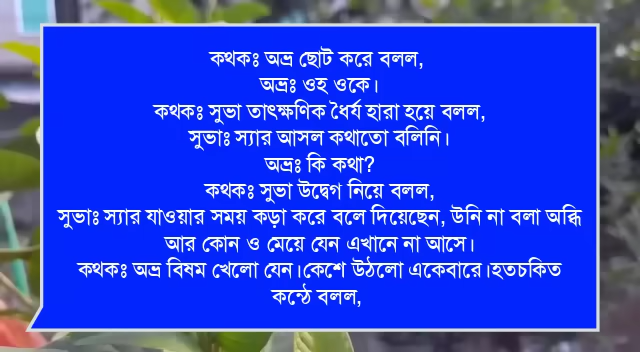 কথকঃ অভ্র ছোট করে বলল,
অভ্রঃ ওহ ওকে।
কথকঃ সুভা তাৎক্ষণিক ধৈর্য হারা হয়ে বলল,
সুভাঃ স্যার আসল কথাতো বলিনি।
অভ্রঃ কি কথা?
কথকঃ সুভা উদ্বেগ নিয়ে বলল,
সুভাঃ স্যার যাওয়ার সময় কড়া করে বলে দিয়েছেন, উনি না বলা অব্ধি
আর কোন ও মেয়ে যেন এখানে না আসে।
কথকঃ অভ্র বিষম খেলো যেন।কেশে উঠলো একেবারে।হতচকিত
কন্ঠে বলল,